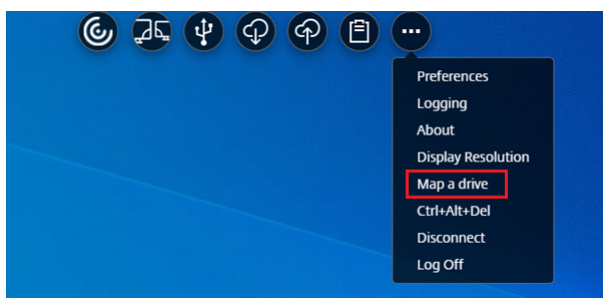 Preferences
Logging
About
Display Resolution
Map a drive
Ctrl+Alt+Del
Disconnect
Log Off